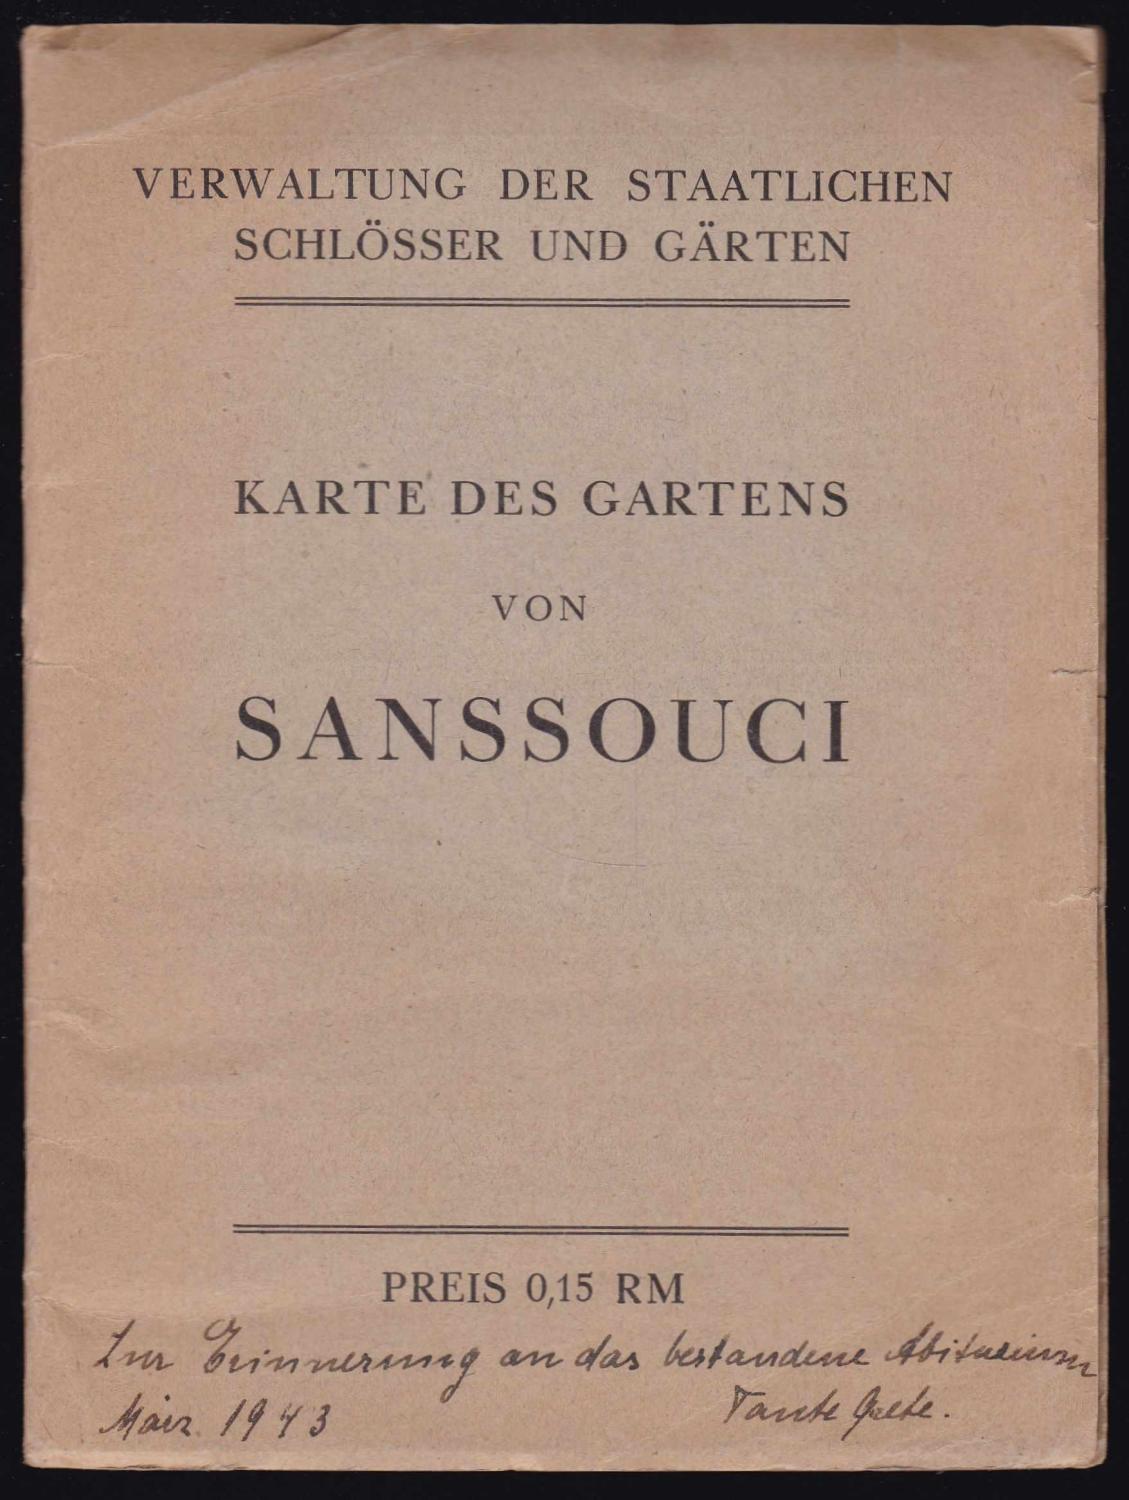 VERWALTUNG DER STAATLICHEN
SCHLÖSSER UND GÄRTEN
KARTE DES GARTENS
VON
SANSSOUCI
PREIS 0,15 RM
Zur Erinnerung an das bestandene Abiturium
März 1943 Tante Grete.